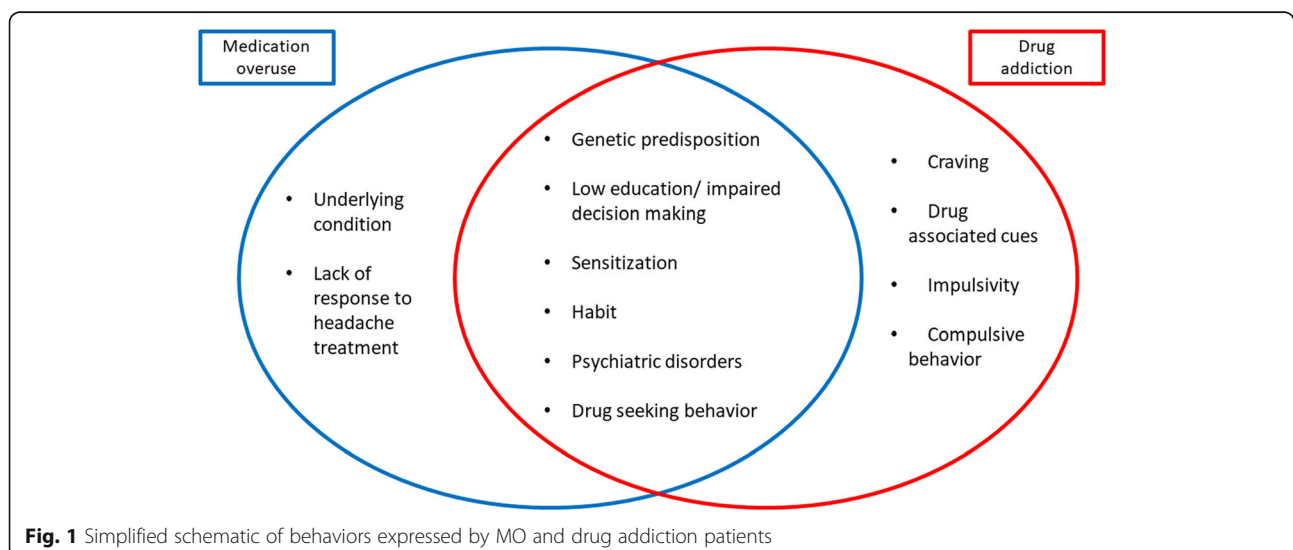 Medication
overuse
Drug
addiction
• Underlying
condition
• Lack of
response to
headache
treatment
• Genetic predisposition
• Low education/ impaired
decision making
• Sensitization
• Habit
• Psychiatric disorders
• Drug seeking behavior
• Craving
• Drug
associated cues
• Impulsivity
• Compulsive
behavior
Fig. 1 Simplified schematic of behaviors expressed by MO and drug addiction patients